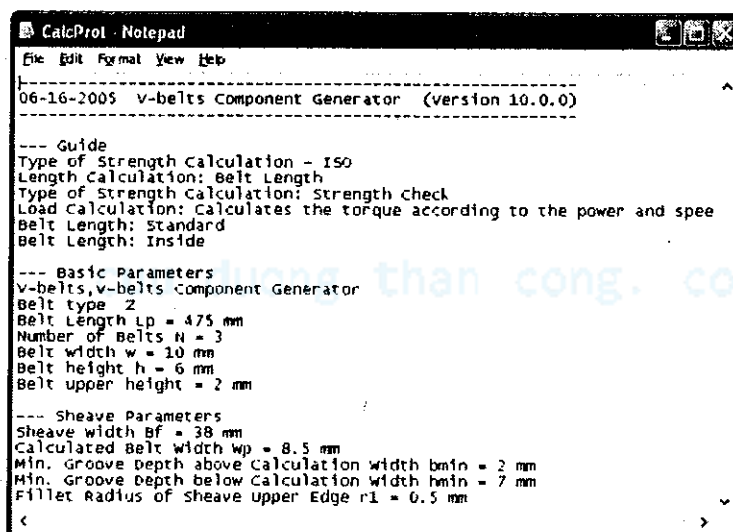 CalcProt - Notepad
File Edit Format View Help
------------------------------------------------------------
06-16-2005 V-belts Component Generator (Version 10.0.0)
------------------------------------------------------------
--- Guide
Type of Strength Calculation - ISO
Length Calculation: Belt Length
Type of Strength Calculation: Strength Check
Load Calculation: Calculates the torque according to the power and spee
Belt Length: Standard
Belt Length: Inside
--- Basic Parameters
V-belts,V-belts Component Generator
Belt type Z
Belt Length Lp = 475 mm
Number of Belts N = 3
Belt width w = 10 mm
Belt height h = 6 mm
Belt upper height = 2 mm
--- Sheave Parameters
Sheave width Bf = 38 mm
Calculated Belt Width Wp = 8.5 mm
Min. Groove Depth above Calculation Width bmin = 2 mm
Min. Groove Depth below Calculation Width hmin = 7 mm
Fillet Radius of Sheave Upper Edge r1 = 0.5 mm
duong than cong. co